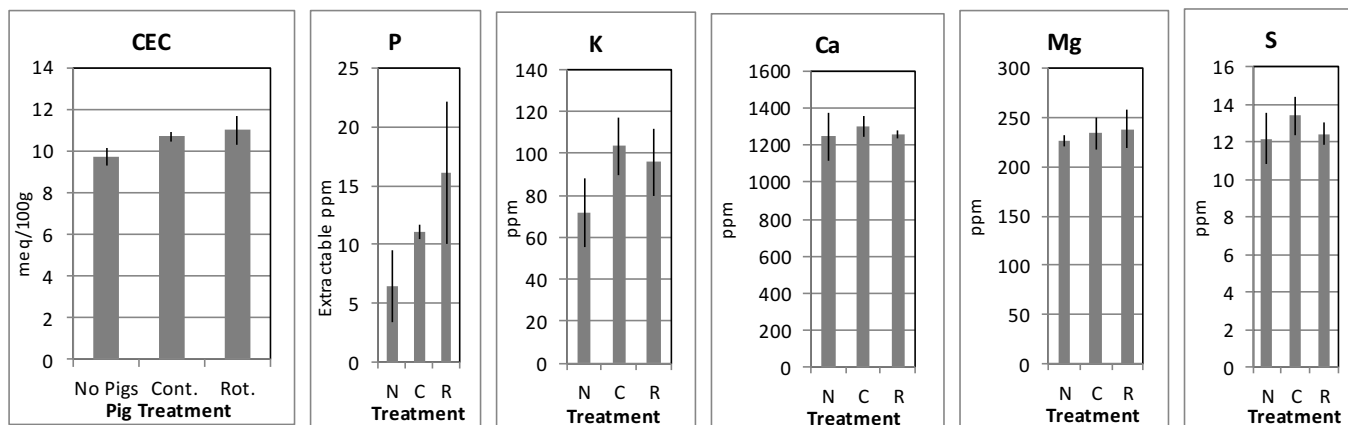 CEC
14
12
10
8
6
4
2
0
meq/100g
No Pigs Cont. Rot.
Pig Treatment
P
25
20
15
10
5
0
Extra ctable ppm
N C R
Treatment
K
140
120
100
80
60
40
20
0
ppm
N C R
Treatment
Ca
1600
1400
1200
1000
800
600
400
200
0
ppm
N C R
Treatment
Mg
300
250
200
150
100
50
0
ppm
N C R
Treatment
S
16
14
12
10
8
6
4
2
0
ppm
N C R
Treatment